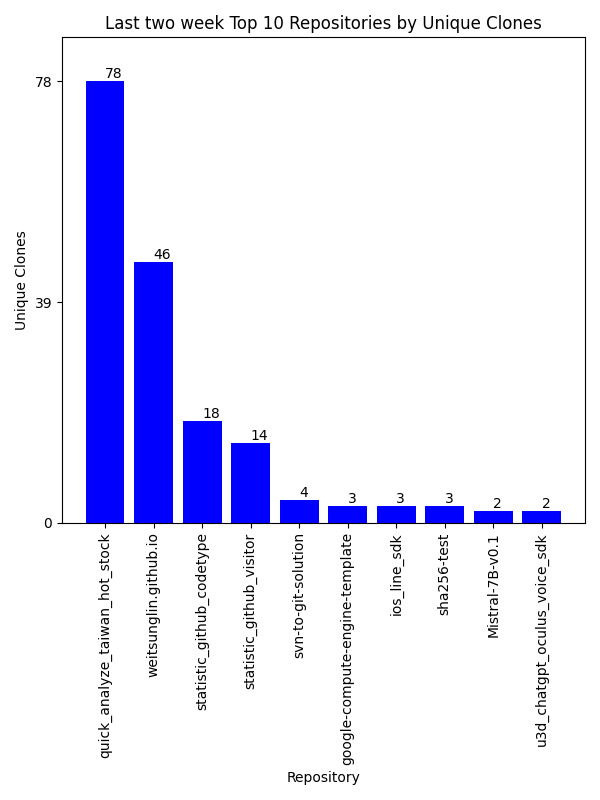 Last two week Top 10 Repositories by Unique Clones
Unique Clones
78
39
0
78
46
18
14
4
3
3
3
2
2
quick_analyze_taiwan_hot_stock
weitsunglin.github.io
statistic_github_codetype
statistic_github_visitor
svn-to-git-solution
google-compute-engine-template
ios_line_sdk
sha256-test
Mistral-7B-v0.1
u3d_chatgpt_oculus_voice_sdk
Repository